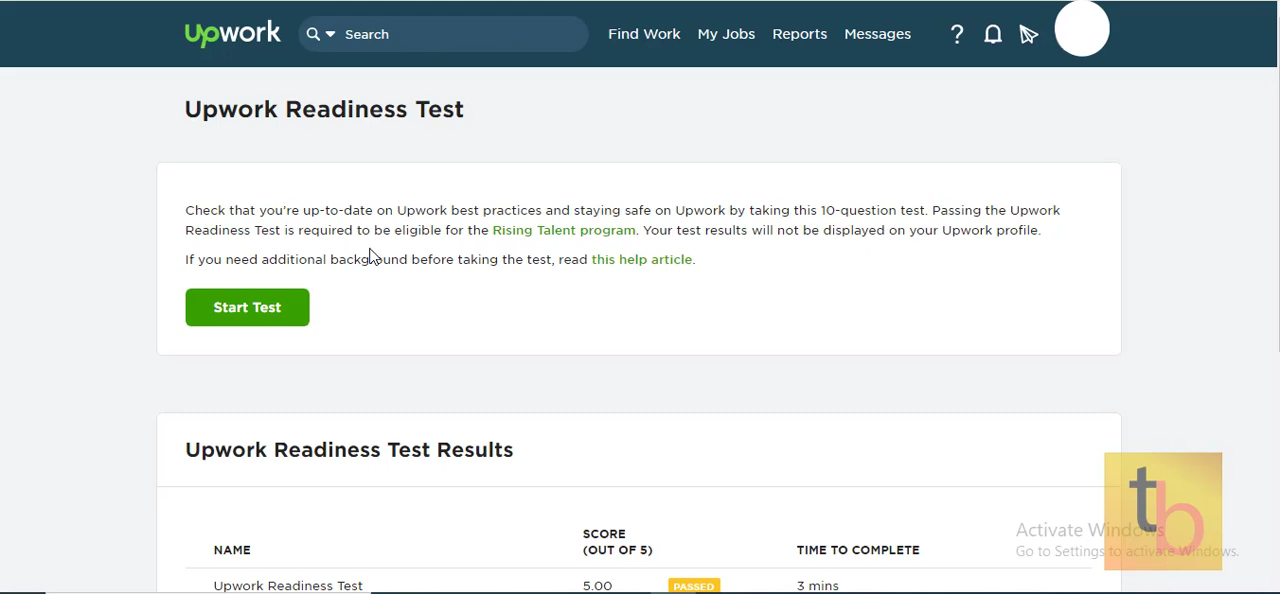 Upwork
Search
Find Work My Jobs Reports Messages
?
Upwork Readiness Test
Check that you're up-to-date on Upwork best practices and staying safe on Upwork by taking this 10-question test. Passing the Upwork
Readiness Test is required to be eligible for the Rising Talent program. Your test results will not be displayed on your Upwork profile.
If you need additional background before taking the test, read this help article.
Start Test
Upwork Readiness Test Results
NAME SCORE (OUT OF 5) TIME TO COMPLETE
Upwork Readiness Test 5.00 PASSED 3 mins
tb
Activate Windows
Go to Settings to activate Windows.